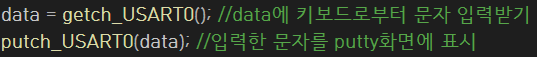 data = getch_USART0(); //data에 키보드로부터 문자 입력받기
putch_USART0(data); //입력한 문자를 putty화면에 표시